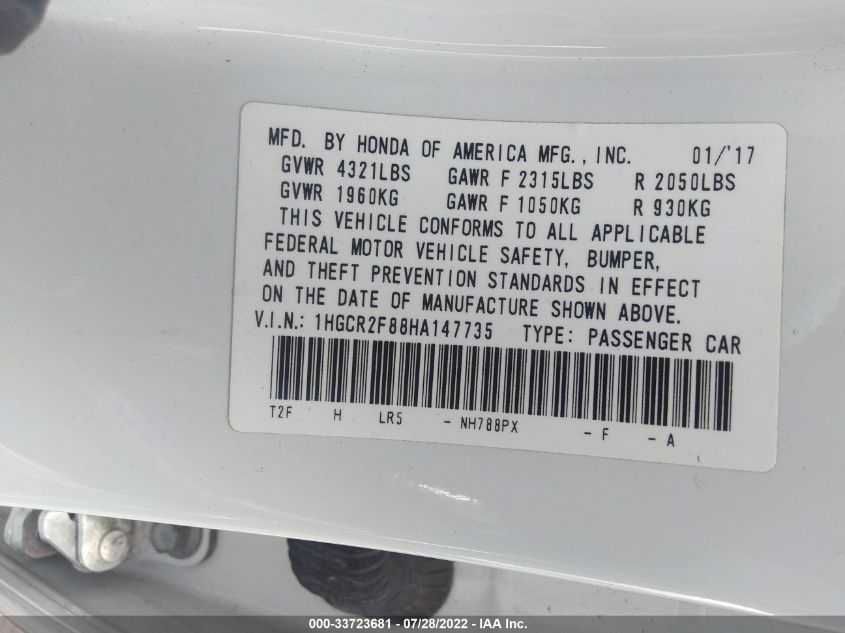 MFD. BY HONDA OF AMERICA MFG., INC. 01/'17
GVWR 4321LBS GAWR F 2315LBS R 2050LBS
GVWR 1960KG GAWR F 1050KG R 930KG
THIS VEHICLE CONFORMS TO ALL APPLICABLE
FEDERAL MOTOR VEHICLE SAFETY, BUMPER,
AND THEFT PREVENTION STANDARDS IN EFFECT
ON THE DATE OF MANUFACTURE SHOWN ABOVE.
V.I.N.: 1HGCR2F88HA147735 TYPE: PASSENGER CAR
T2F H LR5 - NH788PX - F - A
000-33723681 / 07/28/2022 - IAA Inc.